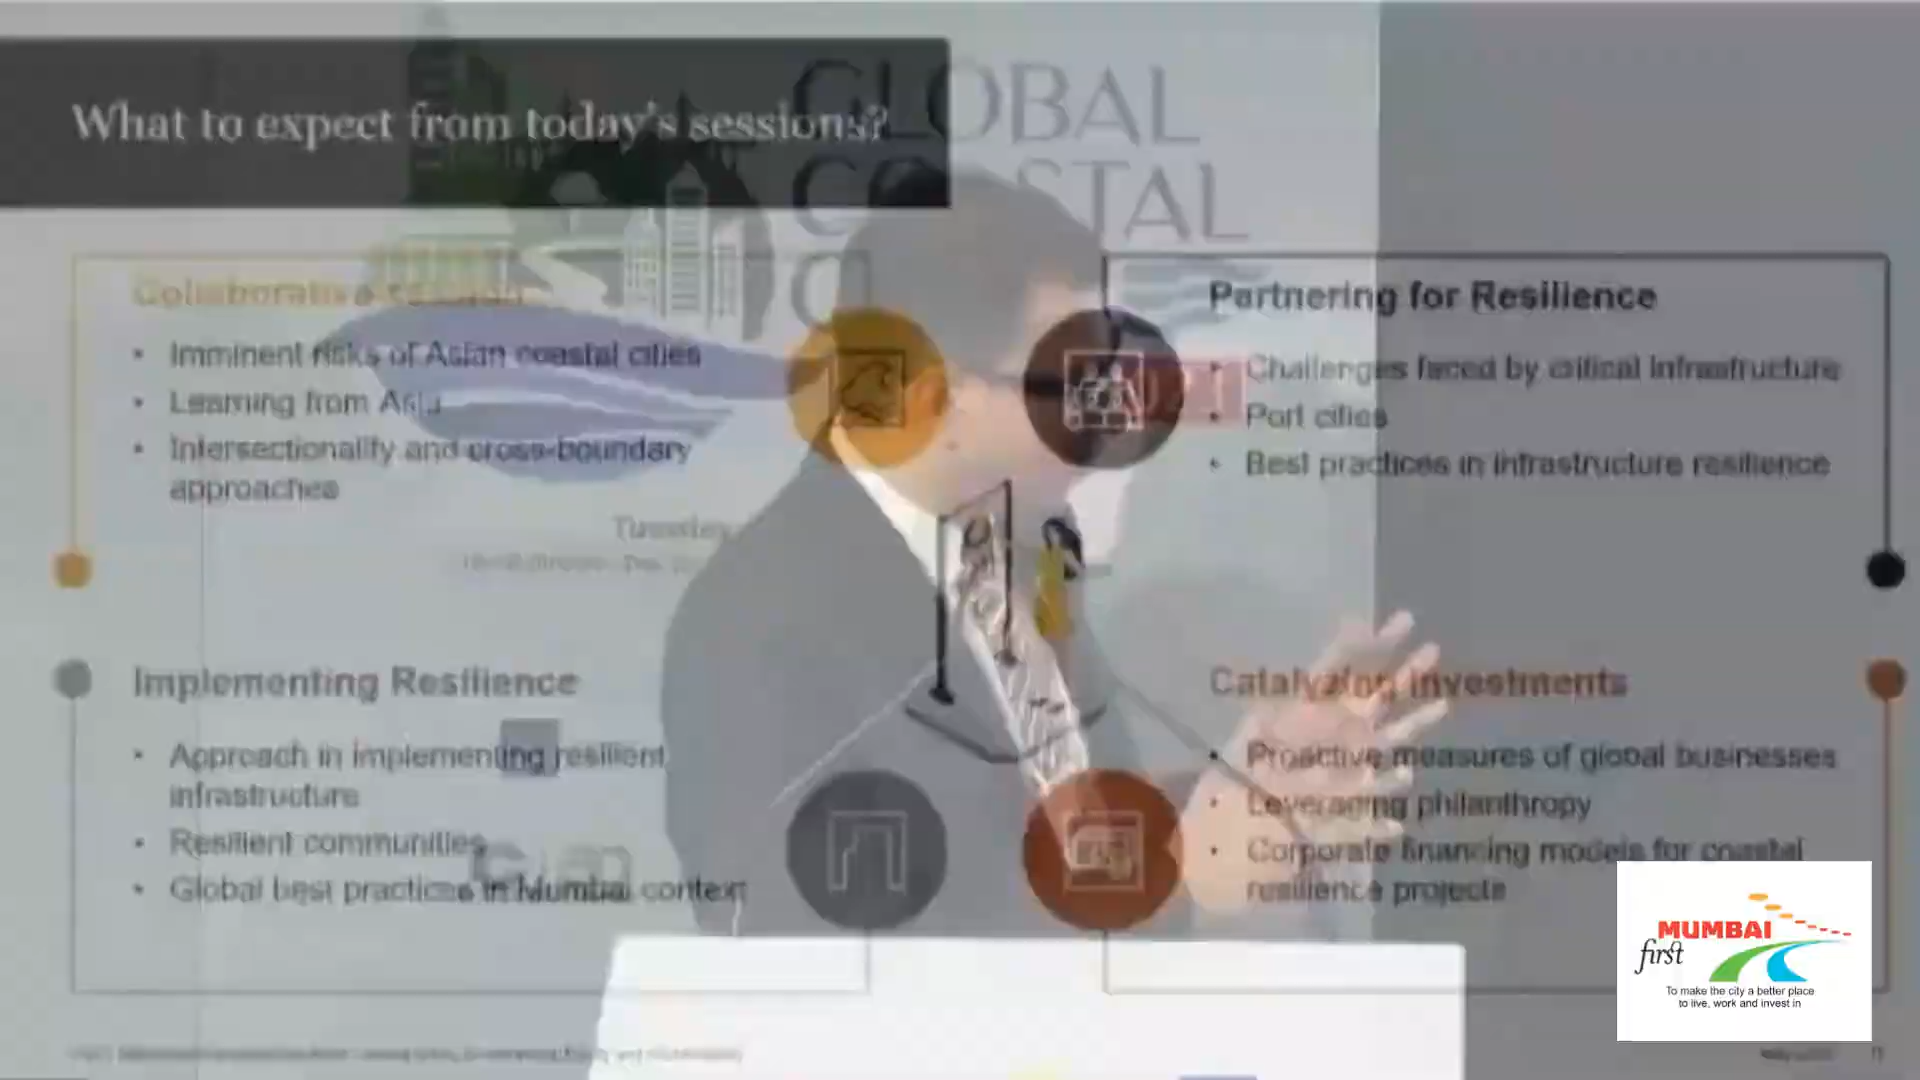 What to expect from today's sessions?
GLOBAL
COASTAL
Collaborative
• Imminent risks of Asian coastal cities
• Learning from Asia
• Intersectionality and cross-boundary
approaches
Tuesday
Partnering for Resilience
• Challenges faced by critical infrastructure
• Port cities
• Best practices in infrastructure resilience
Implementing Resilience
• Approach in implementing resilient
infrastructure
• Resilient communities
• Global best practices in Mumbai context
Catalyzing Investments
• Proactive measures of global businesses
• Leveraging philanthropy
• Corporate financing models for coastal
resilience projects
MUMBAI
first
To make the city a better place
to live, work and invest in